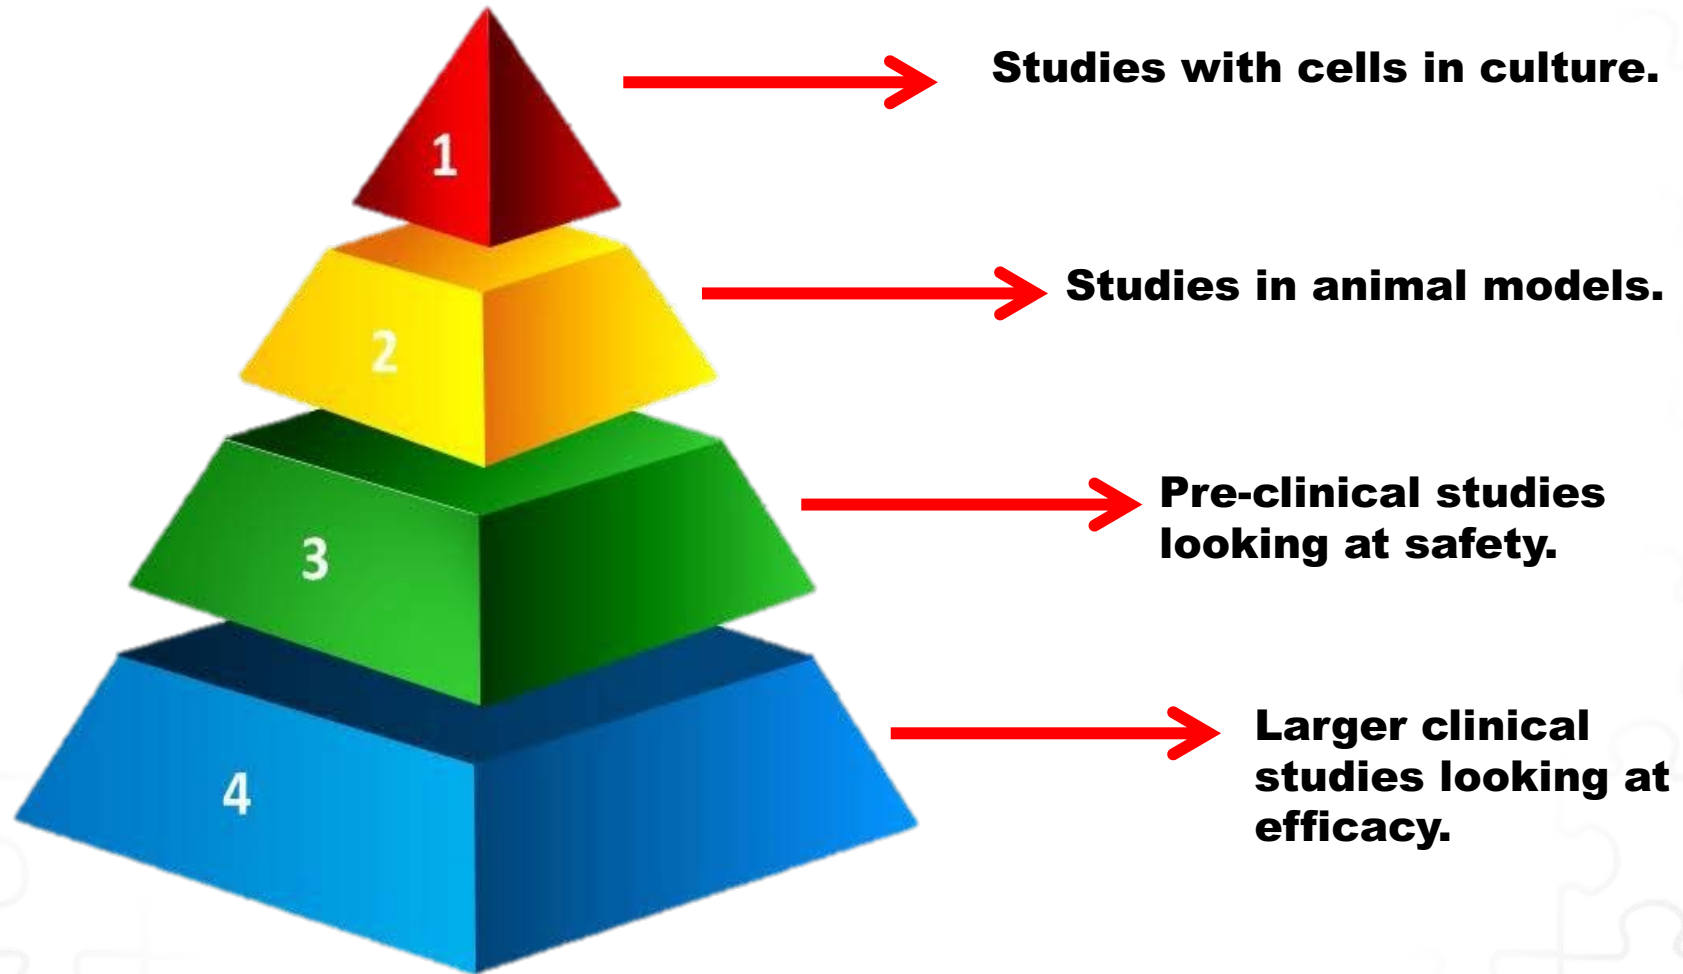 1
Studies with cells in culture.
2
Studies in animal models.
3
Pre-clinical studies
looking at safety.
4
Larger clinical
studies looking at
efficacy.